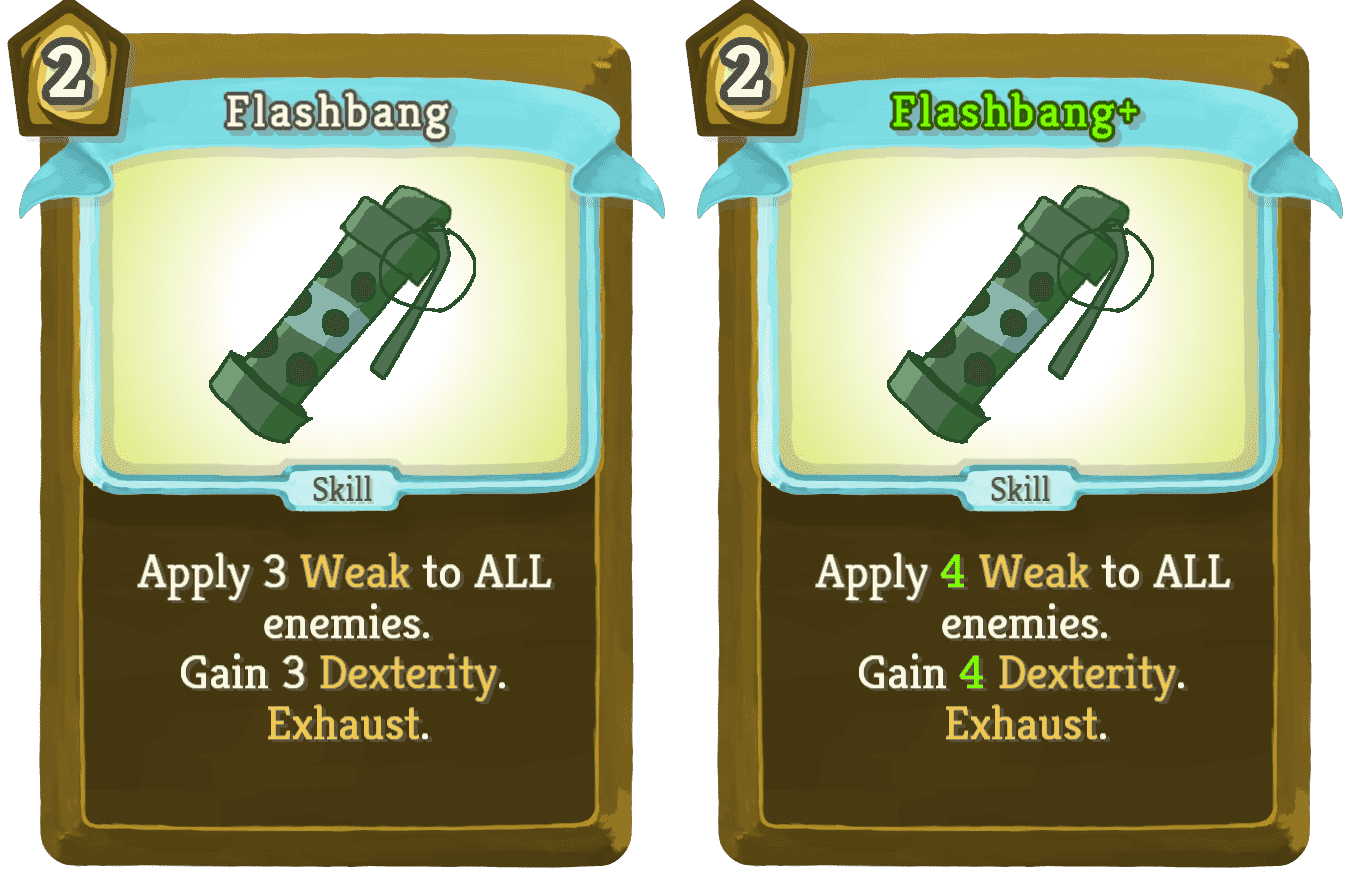 2
Flashbang
Skill
Apply 3 Weak to ALL
enemies.
Gain 3 Dexterity.
Exhaust.
2
Flashbang+
Skill
Apply 4 Weak to ALL
enemies.
Gain 4 Dexterity.
Exhaust.